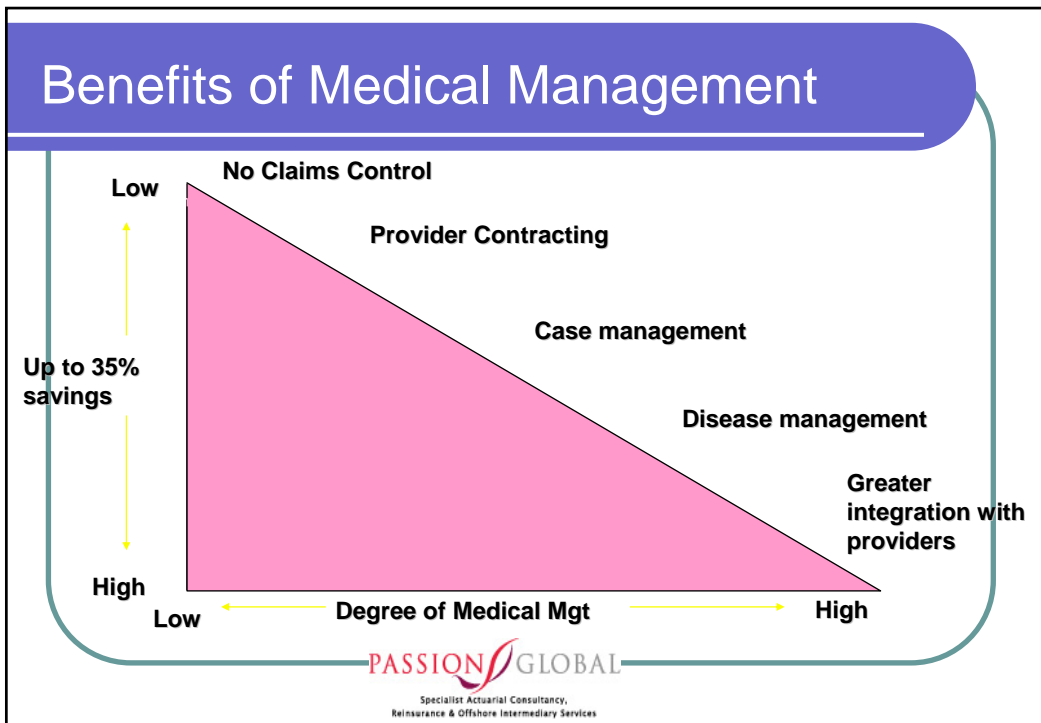 Benefits of Medical Management
No Claims Control
Low
Provider Contracting
Case management
Up to 35%
savings
Disease management
Greater
integration with
providers
High
Low
Degree of Medical Mgt
High
PASSION GLOBAL
Specialist Actuarial Consultancy,
Reinsurance & Offshore Intermediary Services